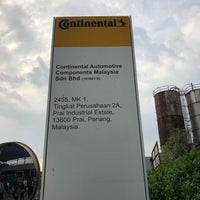 Continental
Continental Automotive
Components Malaysia
Sdn Bhd
2455, MK 1,
Tingkat Perusahaan 2A,
Prai Industrial Estate,
13600 Prai, Penang,
Malaysia.